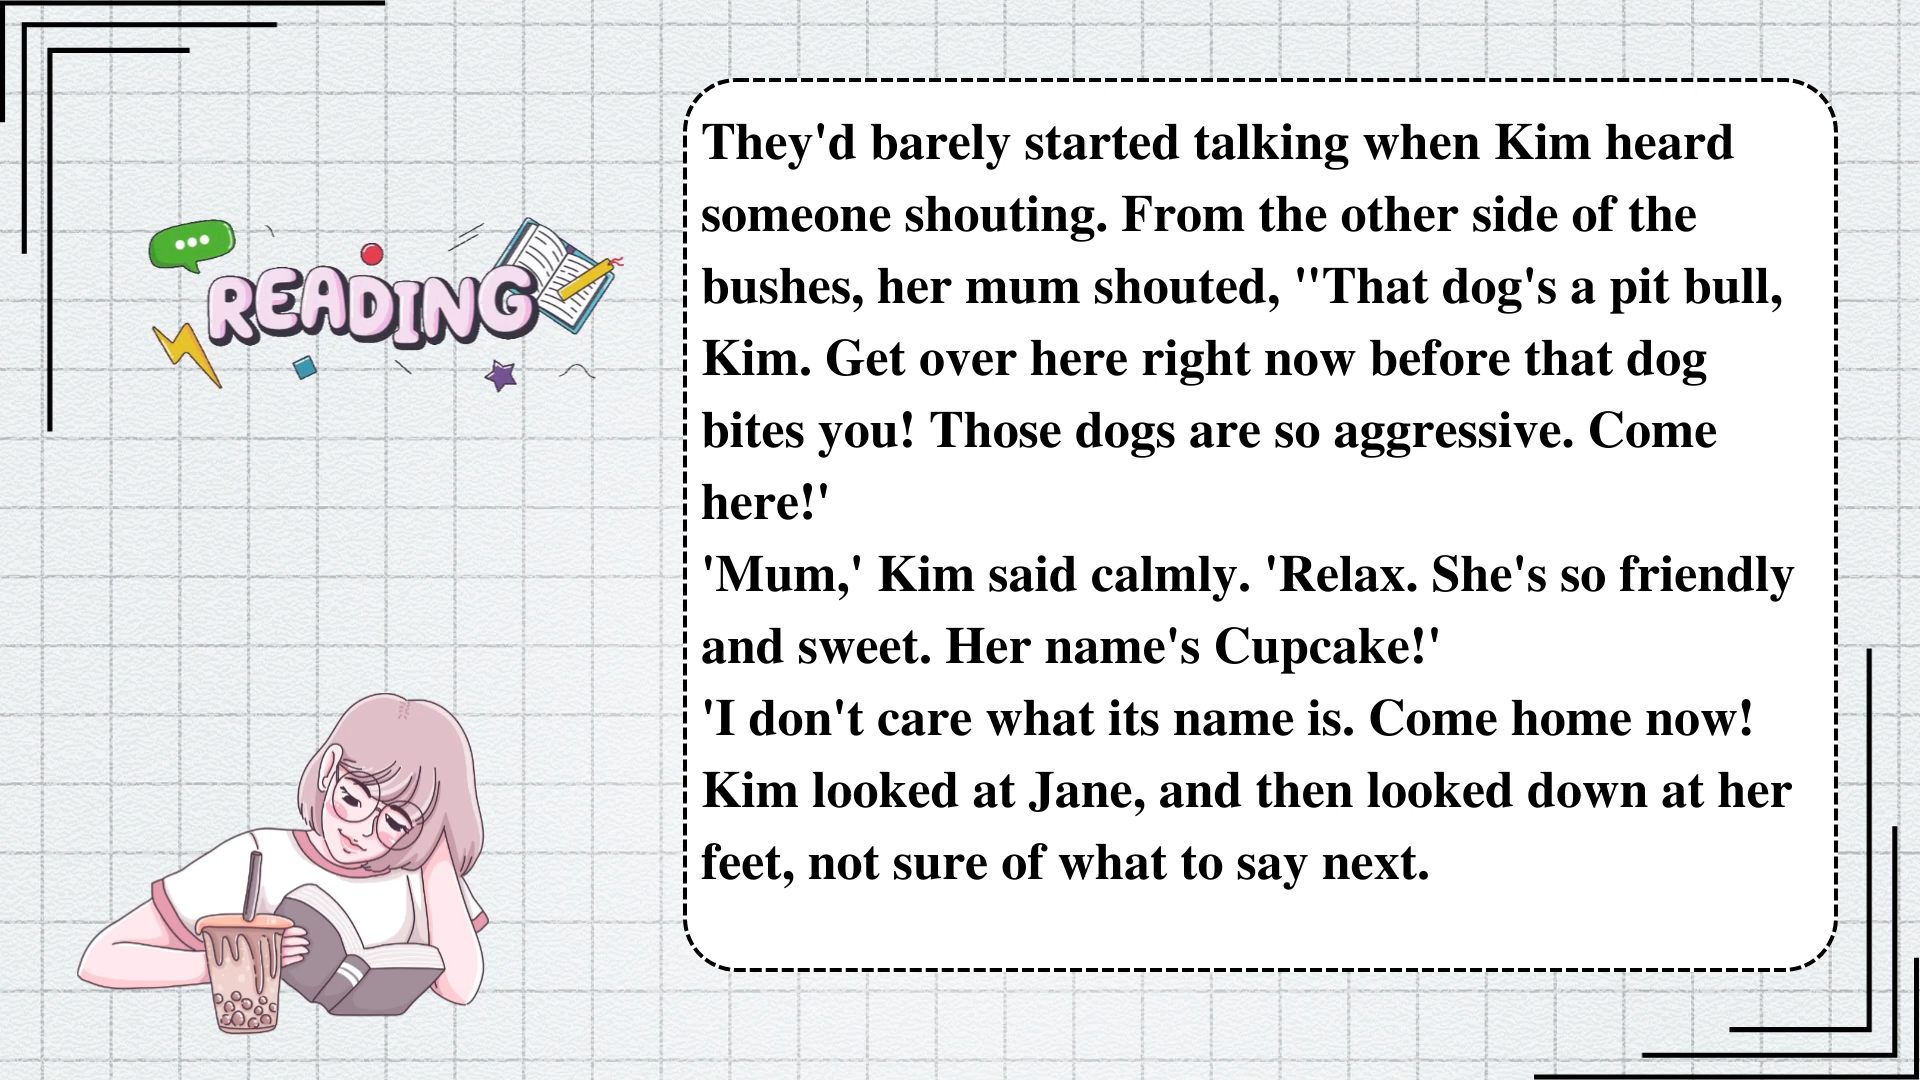 READING
They'd barely started talking when Kim heard
someone shouting. From the other side of the
bushes, her mum shouted, "That dog's a pit bull,
Kim. Get over here right now before that dog
bites you! Those dogs are so aggressive. Come
here!'
'Mum,' Kim said calmly. 'Relax. She's so friendly
and sweet. Her name's Cupcake!'
'I don't care what its name is. Come home now!
Kim looked at Jane, and then looked down at her
feet, not sure of what to say next.